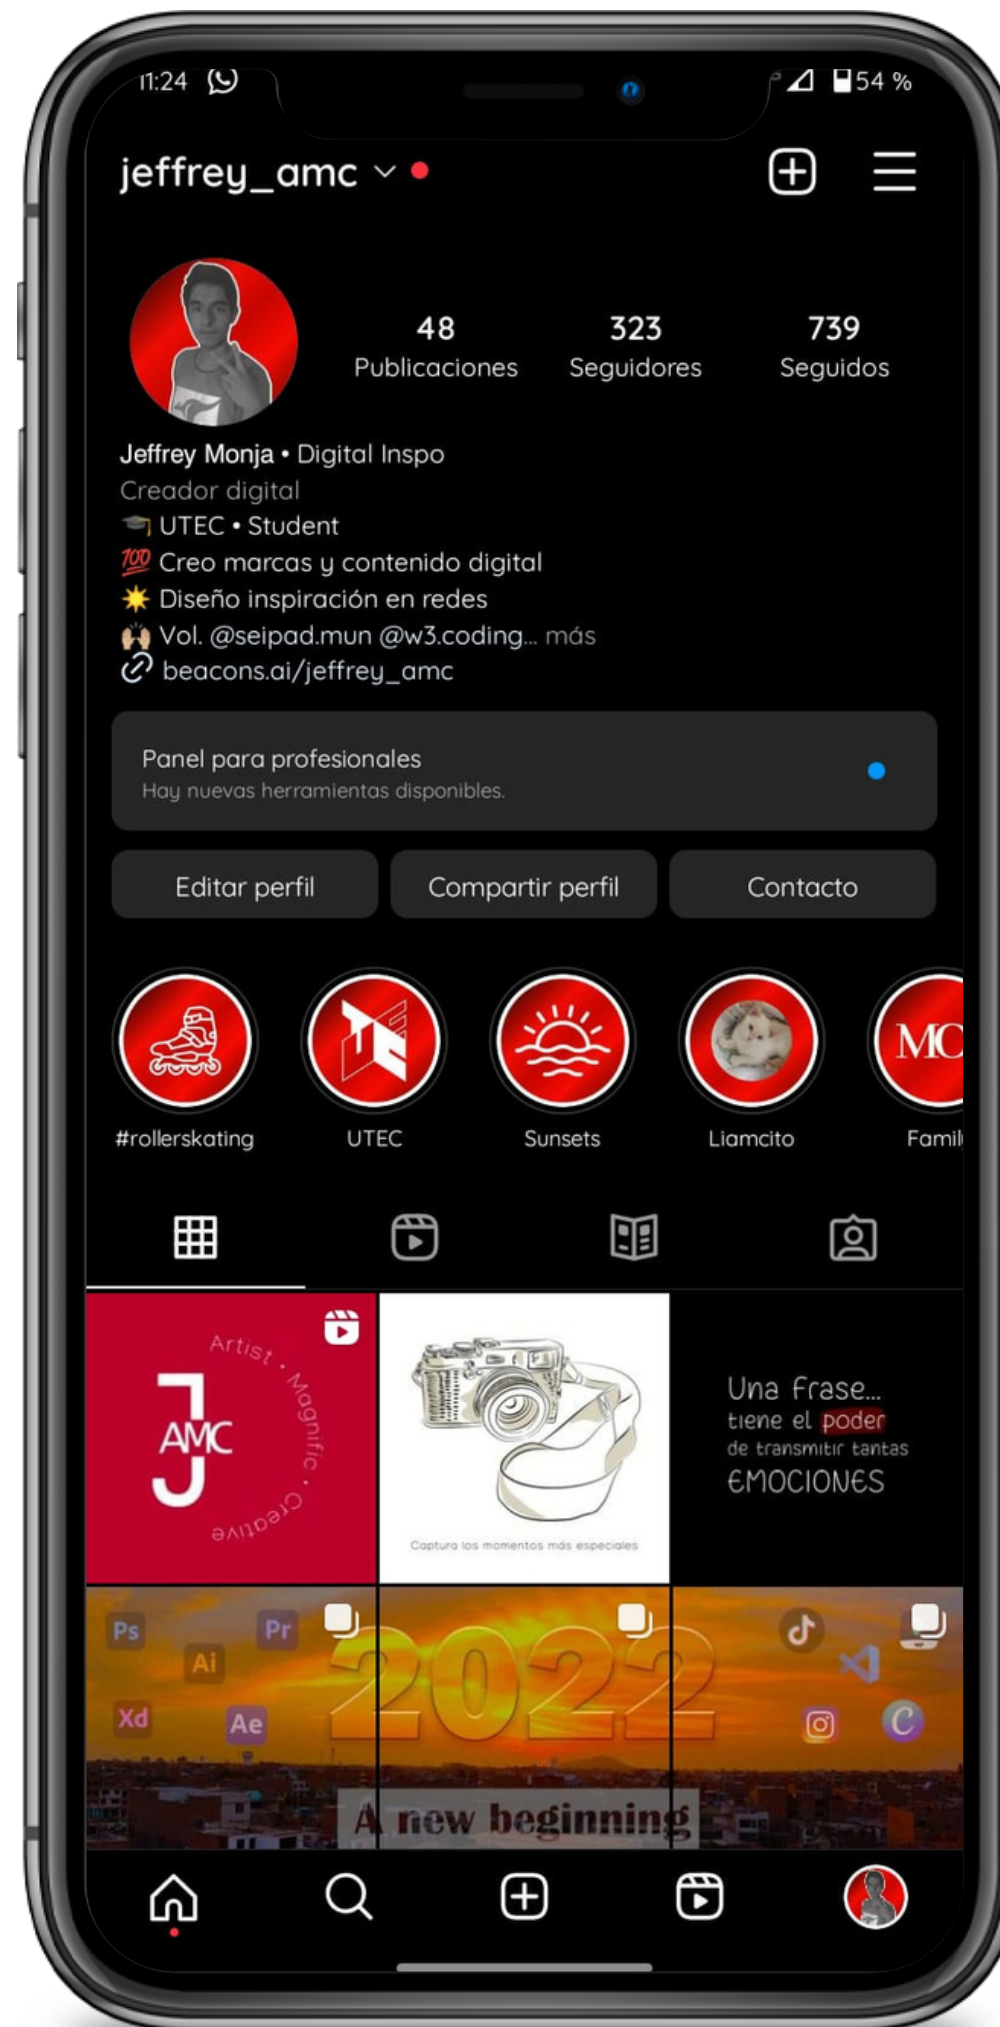 11:24 54 %
jeffrey_amc
48 323 739
Publicaciones Seguidores Seguidos
Jeffrey Monja • Digital Inspo
Creador digital
UTEC • Student
💯 Creo marcas y contenido digital
Diseño inspiración en redes
Vol. @seipad.mun @w3.coding... más
beacons.ai/jeffrey_amc
Panel para profesionales
Hay nuevas herramientas disponibles.
Editar perfil Compartir perfil Contacto
UTEC MC
#rollerskating UTEC Sunsets Liamcito Famil
Artist • Magnific • Creative
J AMC
Captura los momentos más especiales
Una Frase...
tiene el poder
de transmitir tantas
EMOCIONES
Ps Pr
Ai
Xd Ae
2022
C
A new beginning